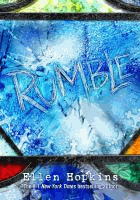 RUMBLE
Ellen Hopkins
The #1 New York Times bestselling author